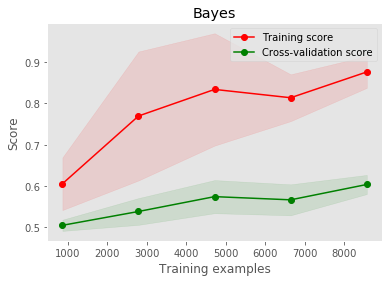 Bayes
Training score
Cross-validation score
0.9
0.8
0.7
0.6
0.5
Score
1000 2000 3000 4000 5000 6000 7000 8000
Training examples